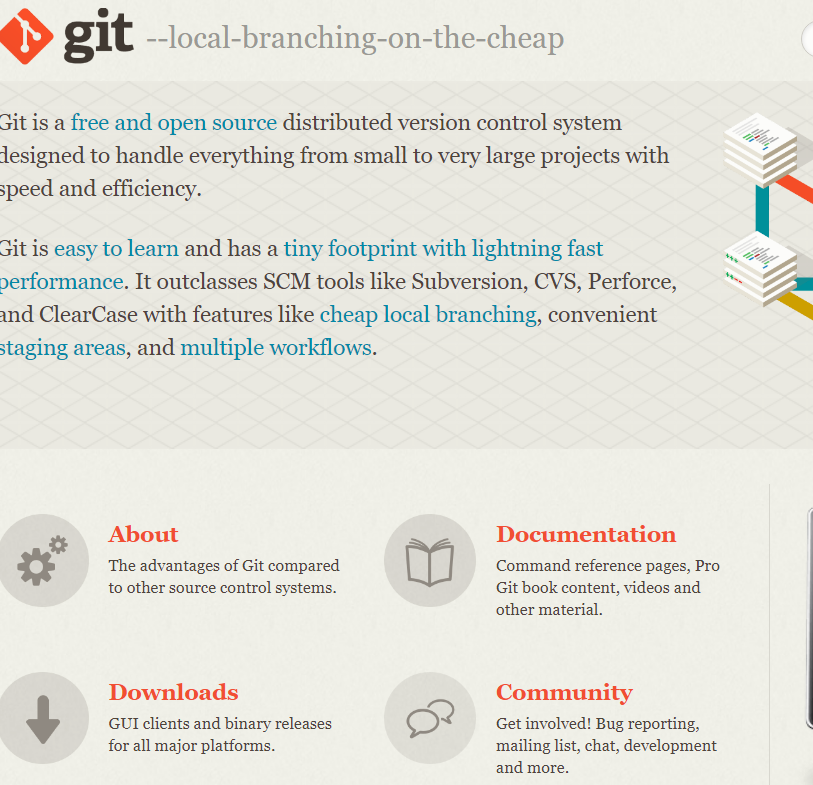 git --local-branching-on-the-cheap
Git is a free and open source distributed version control system
designed to handle everything from small to very large projects with
speed and efficiency.
Git is easy to learn and has a tiny footprint with lightning fast
performance. It outclasses SCM tools like Subversion, CVS, Perforce,
and ClearCase with features like cheap local branching, convenient
staging areas, and multiple workflows.
About
The advantages of Git compared
to other source control systems.
Documentation
Command reference pages, Pro
Git book content, videos and
other material.
Downloads
GUI clients and binary releases
for all major platforms.
Community
Get involved! Bug reporting,
mailing list, chat, development
and more.